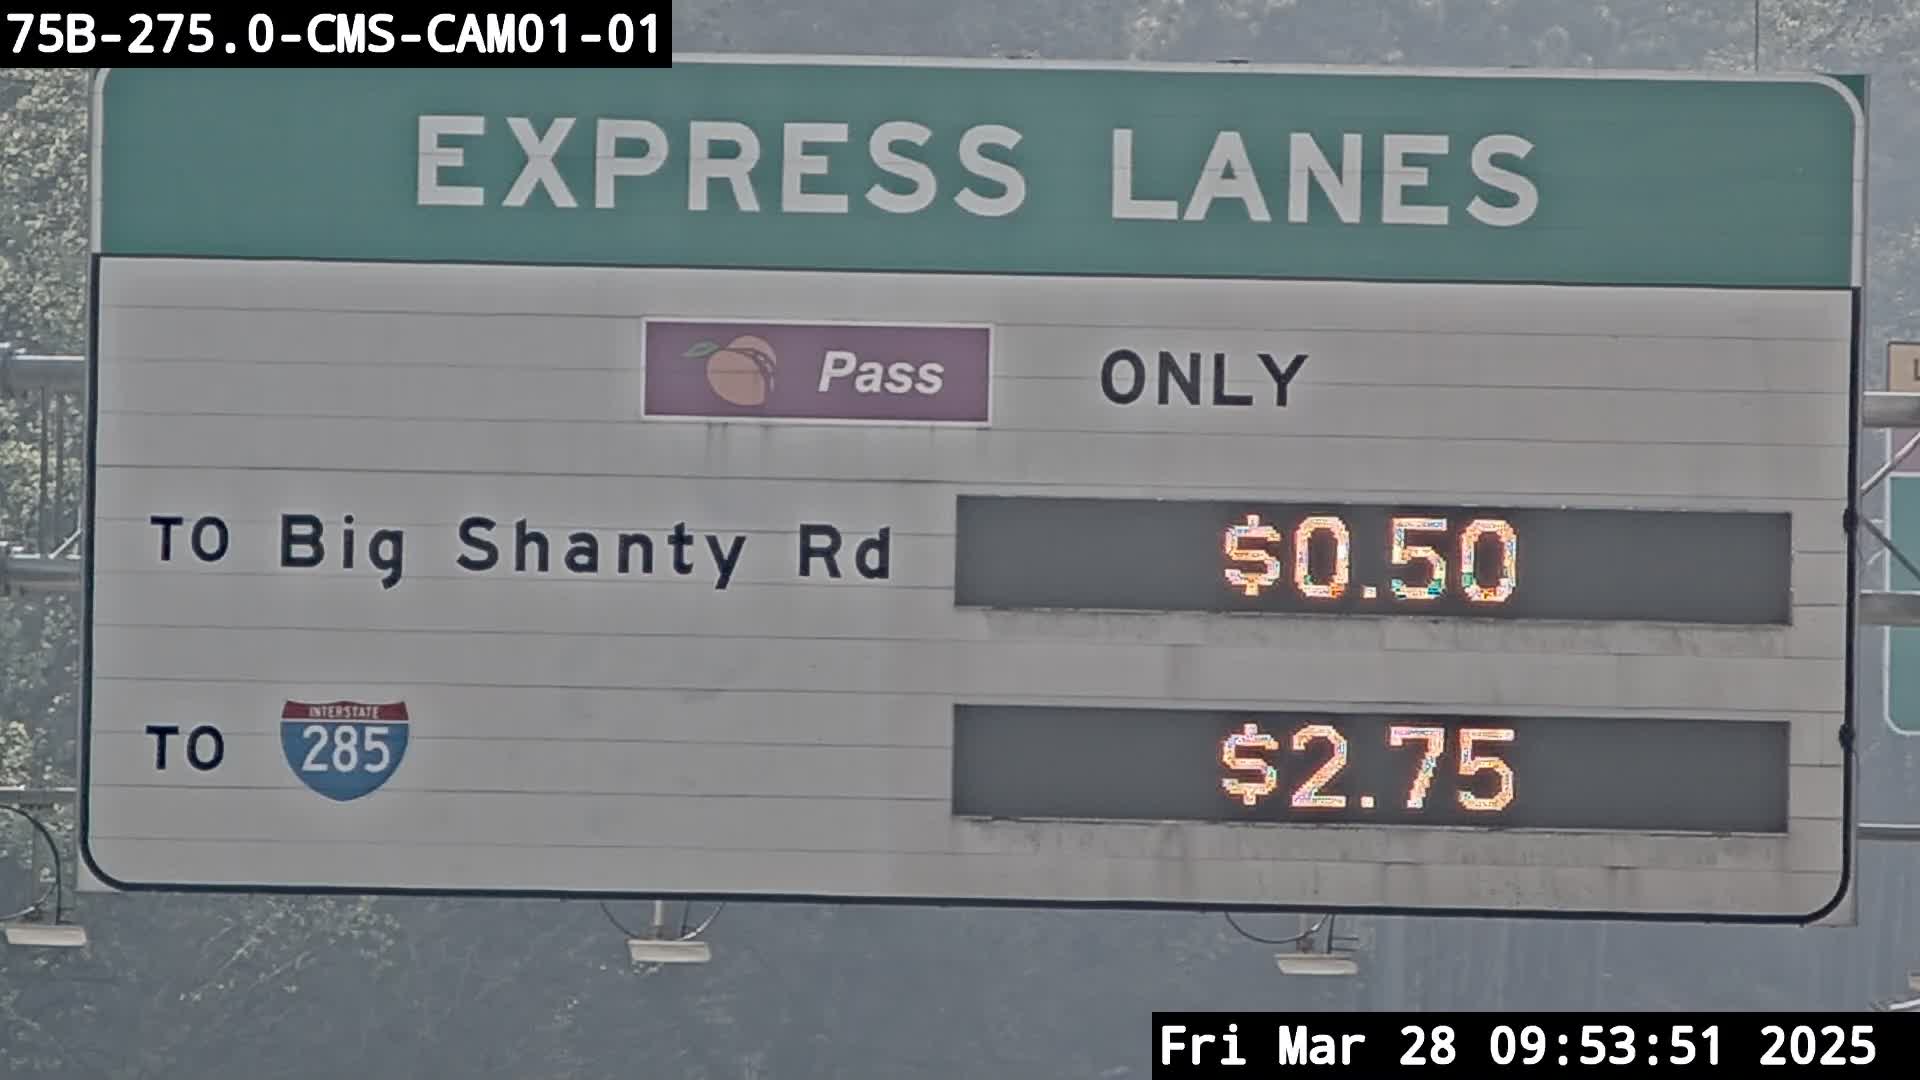 75B-275.0-CMS-CAM01-01
EXPRESS LANES
Pass ONLY
TO Big Shanty Rd $0.50
INTERSTATE
TO 285 $2.75
Fri Mar 28 09:53:51 2025